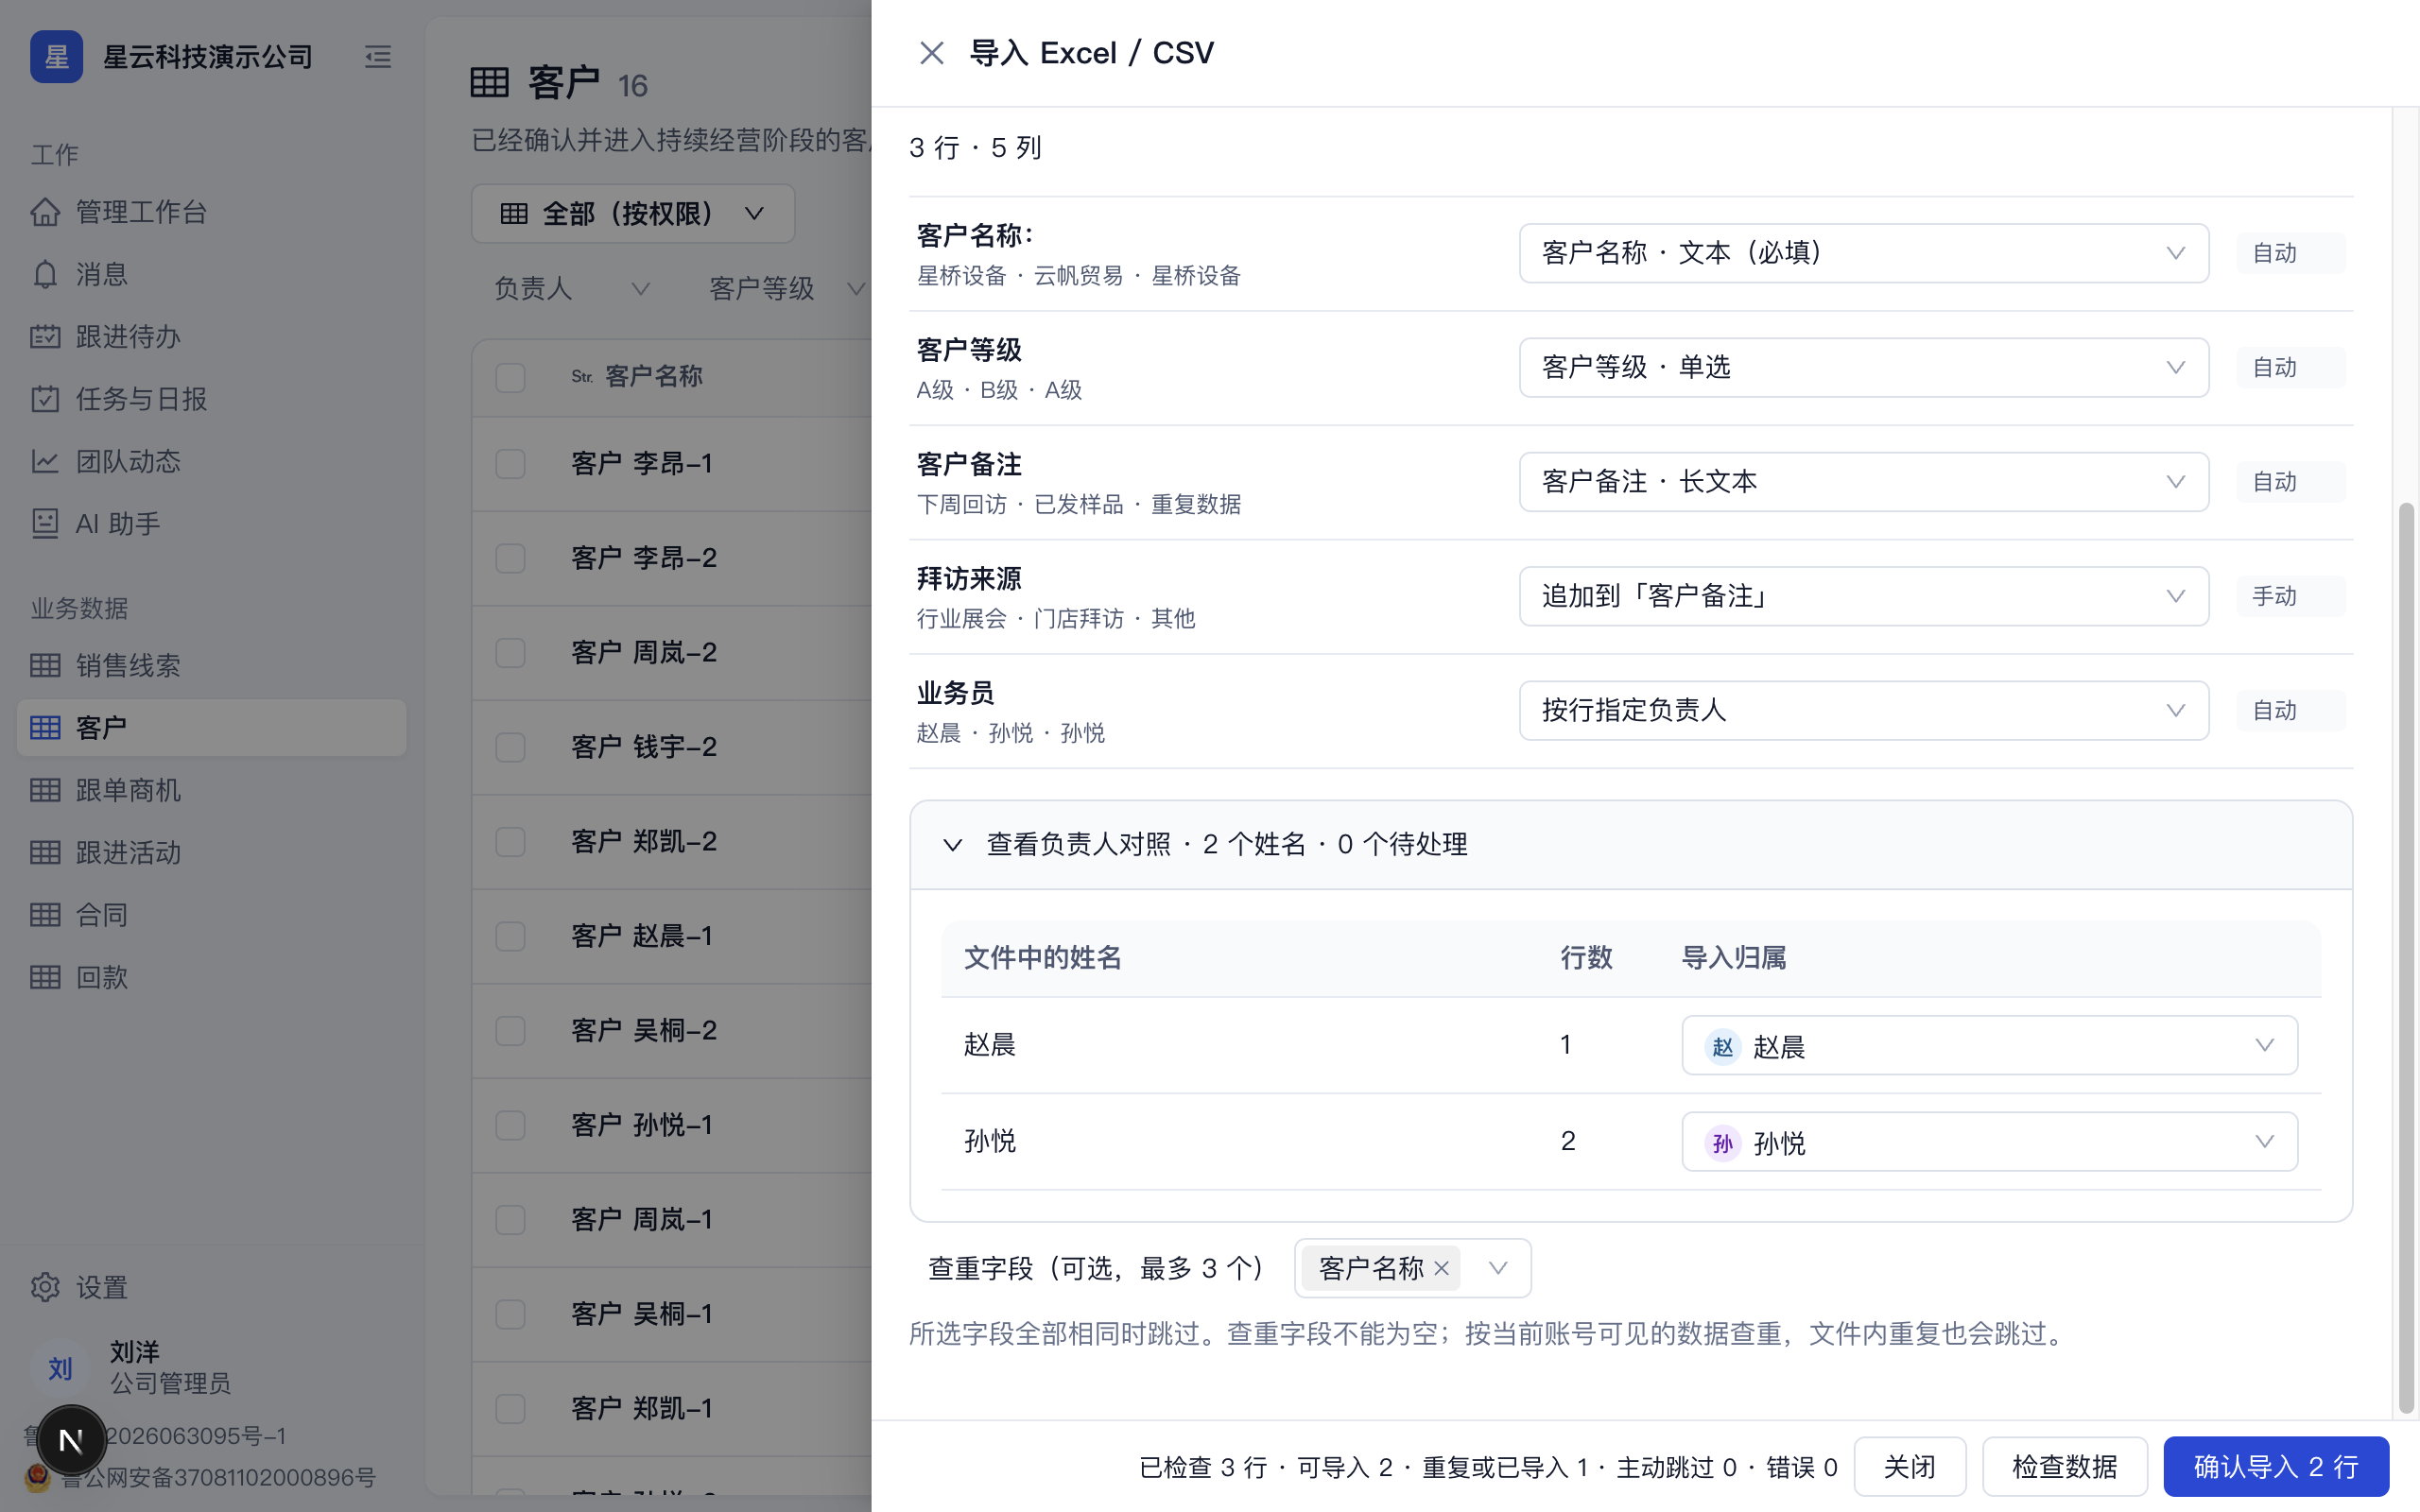 星 星云科技演示公司
工作
管理工作台
消息
跟进待办
任务与日报
团队动态
AI 助手
业务数据
销售线索
客户
跟单商机
跟进活动
合同
回款
设置
刘 刘洋
公司管理员
2026063095号-1
N
公网安备37081102000896号
客户 16
已经确认并进入持续经营阶段的客
全部（按权限）
负责人 客户等级
Str. 客户名称
客户 李昂-1
客户 李昂-2
客户 周岚-2
客户 钱宇-2
客户 郑凯-2
客户 赵晨-1
客户 吴桐-2
客户 孙悦-1
客户 周岚-1
客户 吴桐-1
客户 郑凯-1
导入 Excel / CSV
3 行 · 5 列
客户名称：
星桥设备 · 云帆贸易 · 星桥设备
客户名称 · 文本（必填） 自动
客户等级
A级 · B级 · A级
客户等级 · 单选 自动
客户备注
下周回访 · 已发样品 · 重复数据
客户备注 · 长文本 自动
拜访来源
行业展会 · 门店拜访 · 其他
追加到「客户备注」 手动
业务员
赵晨 · 孙悦 · 孙悦
按行指定负责人 自动
查看负责人对照 · 2 个姓名 · 0 个待处理
文件中的姓名 行数 导入归属
赵晨 1 赵 赵晨
孙悦 2 孙 孙悦
查重字段（可选，最多 3 个） 客户名称
所选字段全部相同时跳过。查重字段不能为空；按当前账号可见的数据查重，文件内重复也会跳过。
已检查 3 行 · 可导入 2 · 重复或已导入 1 · 主动跳过 0 · 错误 0 关闭 检查数据 确认导入 2 行